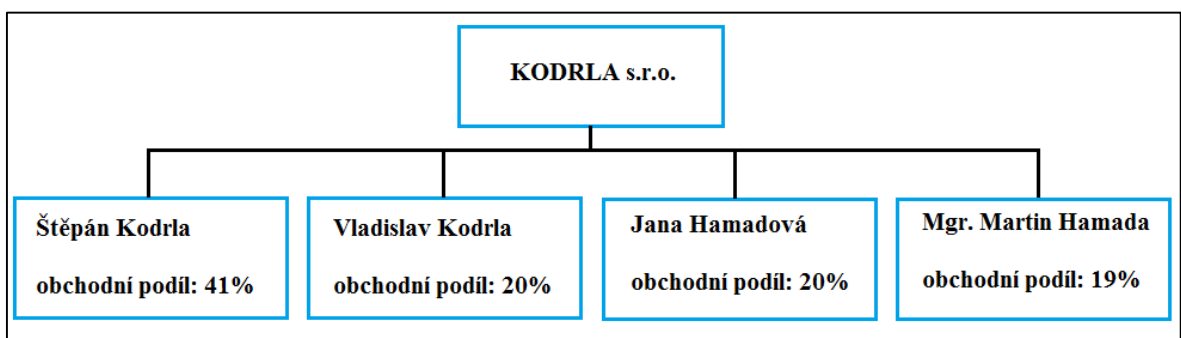 KODRLA s.r.o.
Štěpán Kodrla
obchodní podíl: 41%
Vladislav Kodrla
obchodní podíl: 20%
Jana Hamadová
obchodní podíl: 20%
Mgr. Martin Hamada
obchodní podíl: 19%